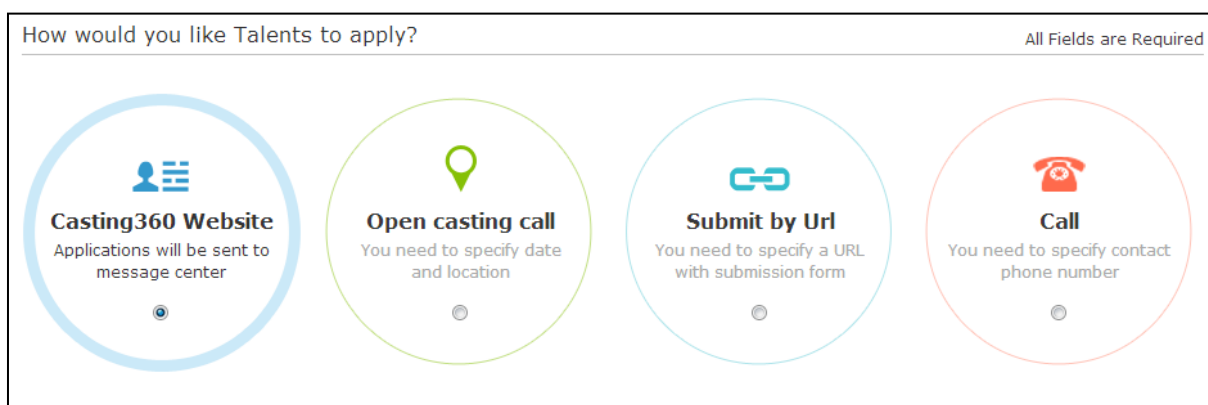 How would you like Talents to apply?
All Fields are Required
Casting360 Website
Applications will be sent to
message center
Open casting call
You need to specify date
and location
Submit by Url
You need to specify a URL
with submission form
Call
You need to specify contact
phone number